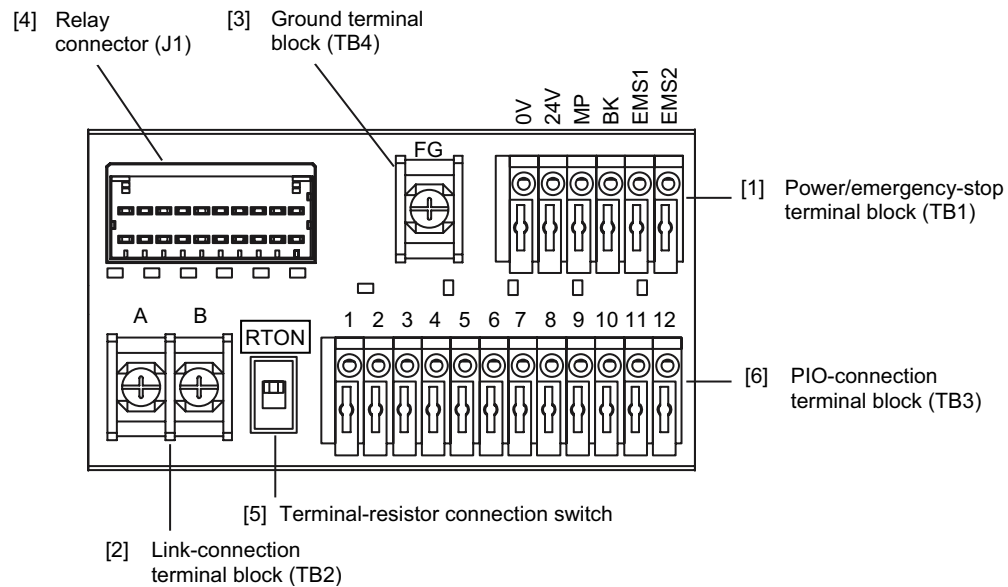 [4] Relay
connector (J1)
[3] Ground terminal
block (TB4)
0V
24V
MP
BK
EMS1
EMS2
FG
[1] Power/emergency-stop
terminal block (TB1)
A B
RTON
1 2 3 4 5 6 7 8 9 10 11 12
[6] PIO-connection
terminal block (TB3)
[5] Terminal-resistor connection switch
[2] Link-connection
terminal block (TB2)